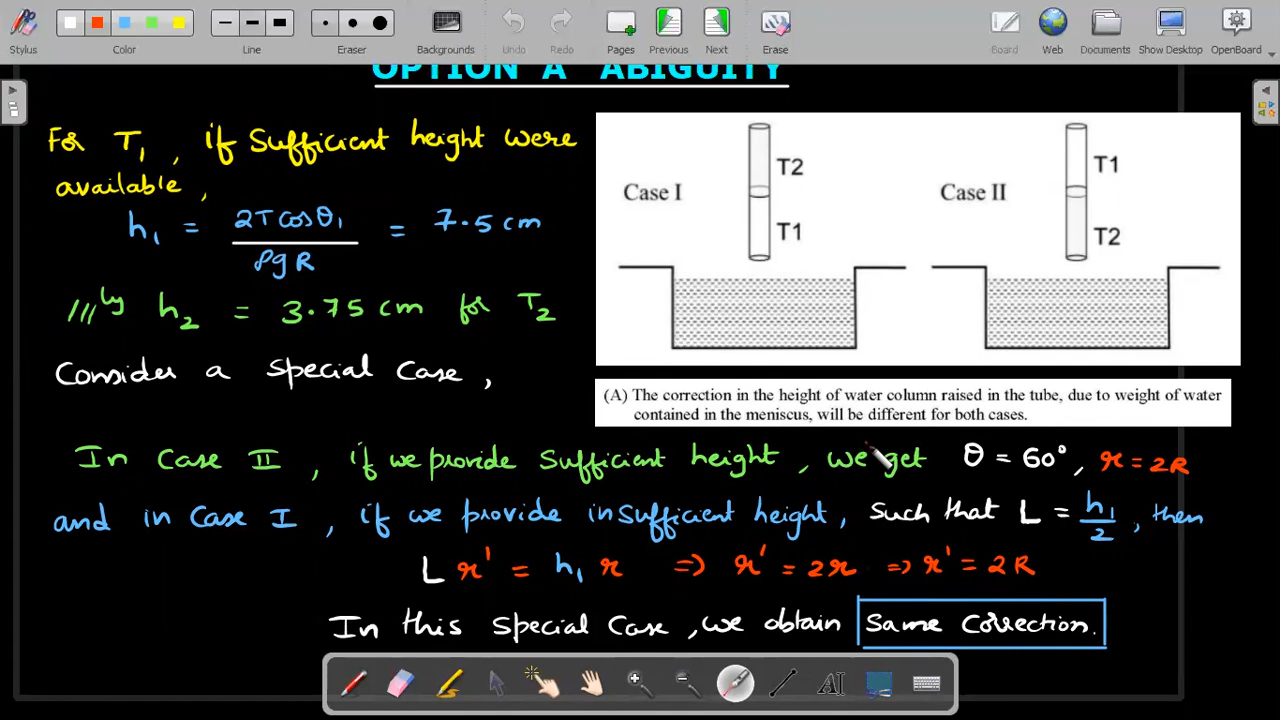 Stylus
Color
Line
Eraser
Backgrounds
Undo
Redo
Pages
Previous
Next
Erase
Board
Web
Documents
Show Desktop
OpenBoard
OPTION A ABIGUITY
For T1, if sufficient height were
available,
h1 = 2T cos θ1 / ρgR = 7.5 cm
///ly h2 = 3.75 cm for T2
Consider a special case,
Case I
T2
T1
Case II
T1
T2
(A) The correction in the height of water column raised in the tube, due to weight of water
contained in the meniscus, will be different for both cases.
In Case II, if we provide sufficient height, we get θ = 60°, r = 2R
and in Case I, if we provide insufficient height, such that L = h1/2, then
L r' = h1 r => r' = 2r => r' = 2R
In this special case, we obtain Same Correction.
AI